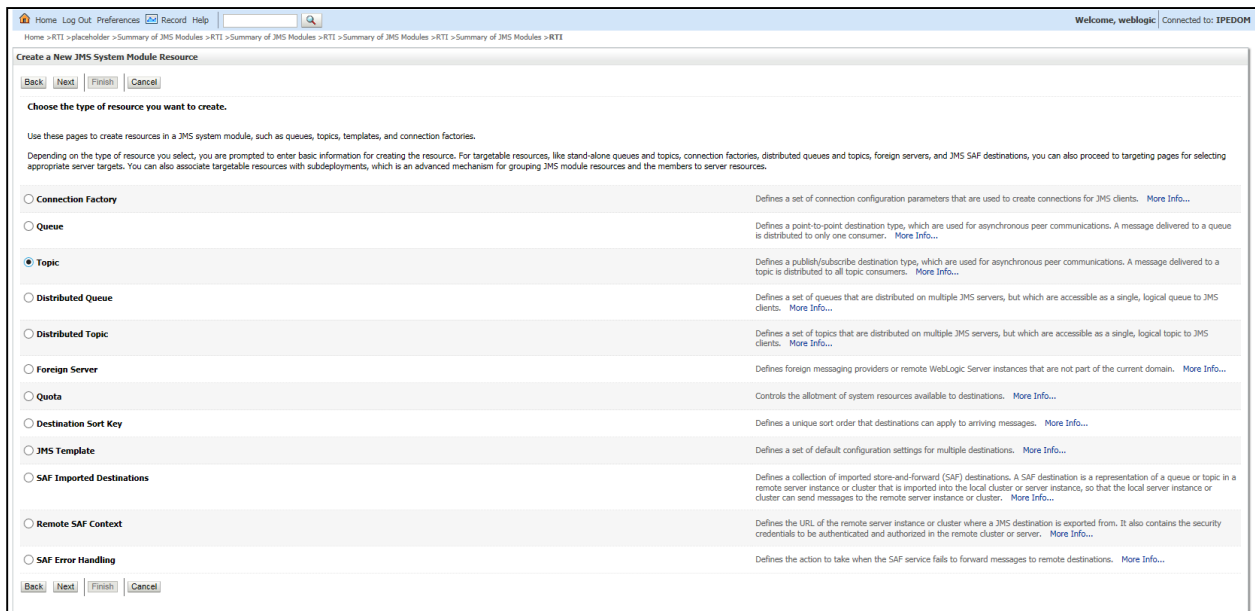 Home Log Out Preferences Record Help
Welcome, weblogic Connected to: IPEDOM
Home >RTI >placeholder >Summary of JMS Modules >RTI >Summary of JMS Modules >RTI >Summary of JMS Modules >RTI >Summary of JMS Modules >RTI
Create a New JMS System Module Resource
Back Next Finish Cancel
Choose the type of resource you want to create.
Use these pages to create resources in a JMS system module, such as queues, topics, templates, and connection factories.
Depending on the type of resource you select, you are prompted to enter basic information for creating the resource. For targetable resources, like stand-alone queues and topics, connection factories, distributed queues and topics, foreign servers, and JMS SAF destinations, you can also proceed to targeting pages for selecting
appropriate server targets. You can also associate targetable resources with subdeployments, which is an advanced mechanism for grouping JMS module resources and the members to server resources.
Connection Factory
Defines a set of connection configuration parameters that are used to create connections for JMS clients. More Info...
Queue
Defines a point-to-point destination type, which are used for asynchronous peer communications. A message delivered to a queue
is distributed to only one consumer. More Info...
Topic
Defines a publish/subscribe destination type, which are used for asynchronous peer communications. A message delivered to a
topic is distributed to all topic consumers. More Info...
Distributed Queue
Defines a set of queues that are distributed on multiple JMS servers, but which are accessible as a single, logical queue to JMS
clients. More Info...
Distributed Topic
Defines a set of topics that are distributed on multiple JMS servers, but which are accessible as a single, logical topic to JMS
clients. More Info...
Foreign Server
Defines foreign messaging providers or remote WebLogic Server instances that are not part of the current domain. More Info...
Quota
Controls the allotment of system resources available to destinations. More Info...
Destination Sort Key
Defines a unique sort order that destinations can apply to arriving messages. More Info...
JMS Template
Defines a set of default configuration settings for multiple destinations. More Info...
SAF Imported Destinations
Defines a collection of imported store-and-forward (SAF) destinations. A SAF destination is a representation of a queue or topic in a
remote server instance or cluster that is imported into the local cluster or server instance, so that the local server instance or
cluster can send messages to the remote server instance or cluster. More Info...
Remote SAF Context
Defines the URL of the remote server instance or cluster where a JMS destination is exported from. It also contains the security
credentials to be authenticated and authorized in the remote cluster or server. More Info...
SAF Error Handling
Defines the action to take when the SAF service fails to forward messages to remote destinations. More Info...
Back Next Finish Cancel